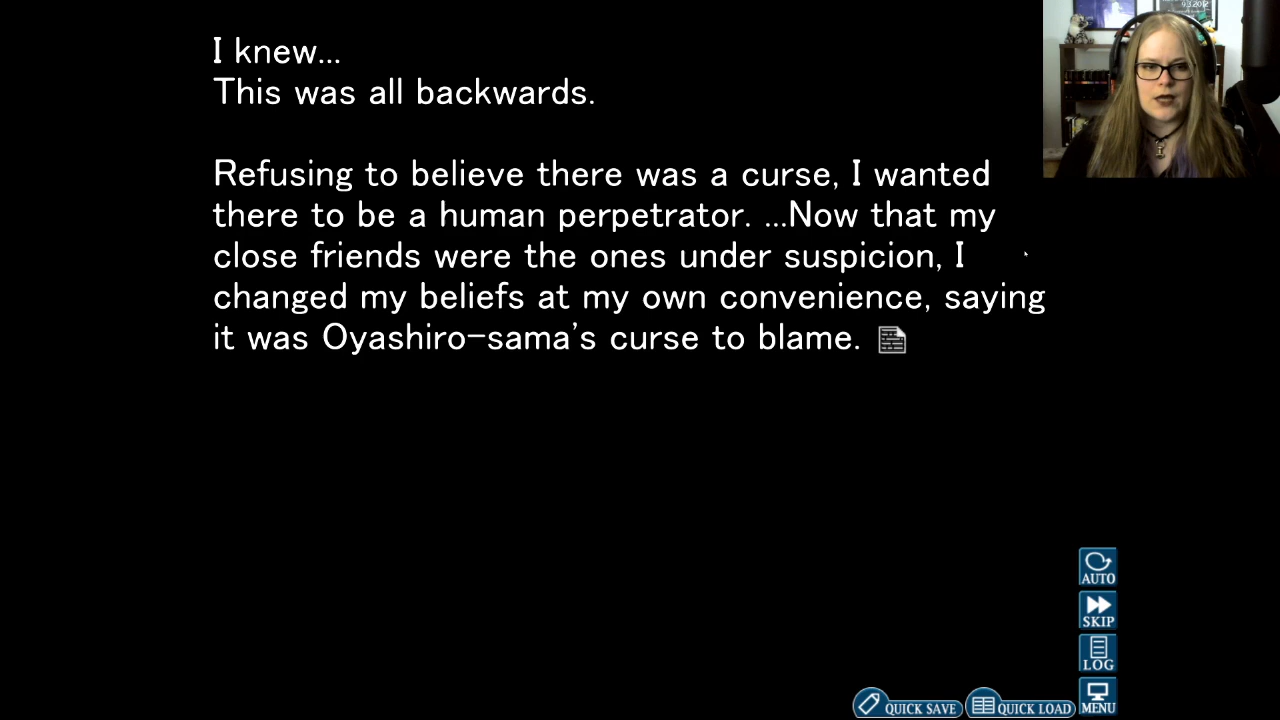 I knew...
This was all backwards.
Refusing to believe there was a curse, I wanted
there to be a human perpetrator. ...Now that my
close friends were the ones under suspicion, I
changed my beliefs at my own convenience, saying
it was Oyashiro-sama's curse to blame.
AUTO
SKIP
LOG
MENU
QUICK SAVE
QUICK LOAD